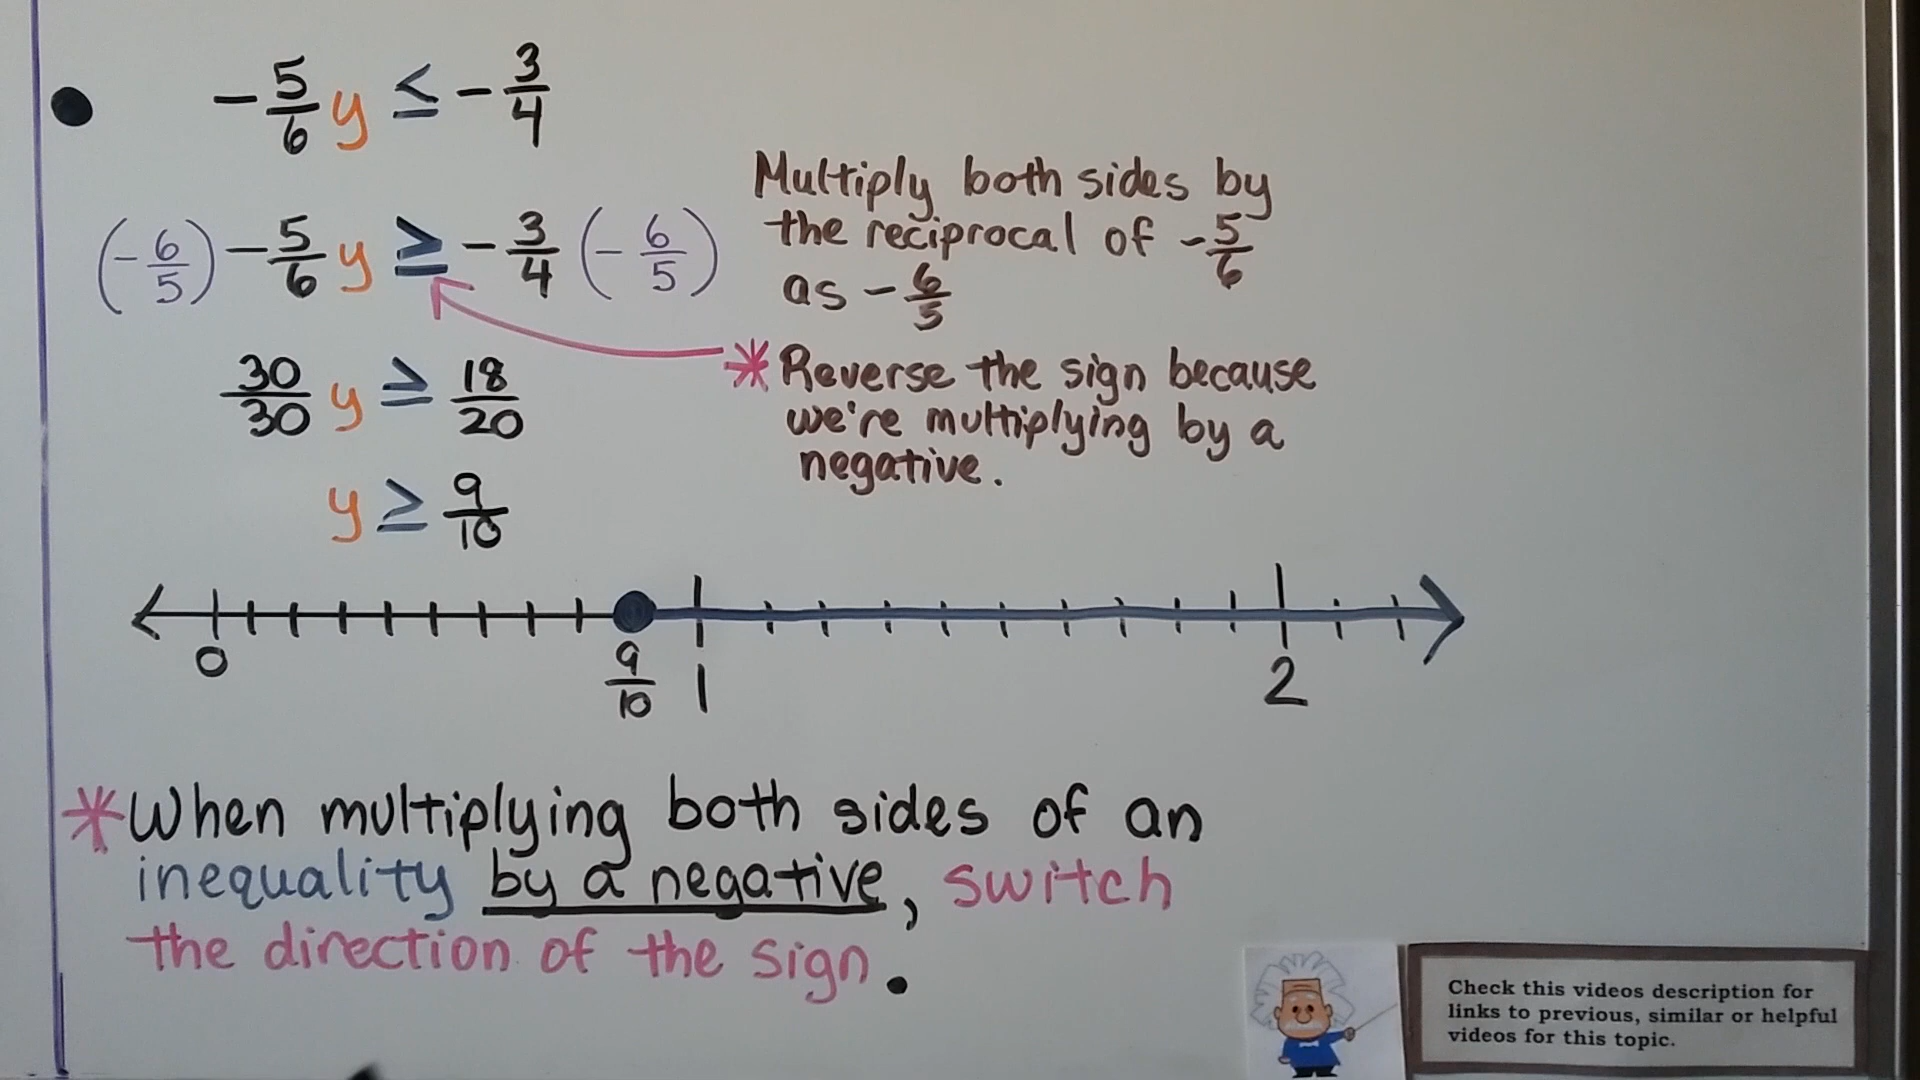 -5/6 y ≤ -3/4
(-6/5) -5/6 y ≥ -3/4 (-6/5)
30/30 y ≥ 18/20
y ≥ 9/10
Multiply both sides by
the reciprocal of -5/6
as -6/5
*Reverse the sign because
we're multiplying by a
negative.
0 9/10 1 2
*When multiplying both sides of an
inequality by a negative, switch
the direction of the sign.
Check this videos description for
links to previous, similar or helpful
videos for this topic.